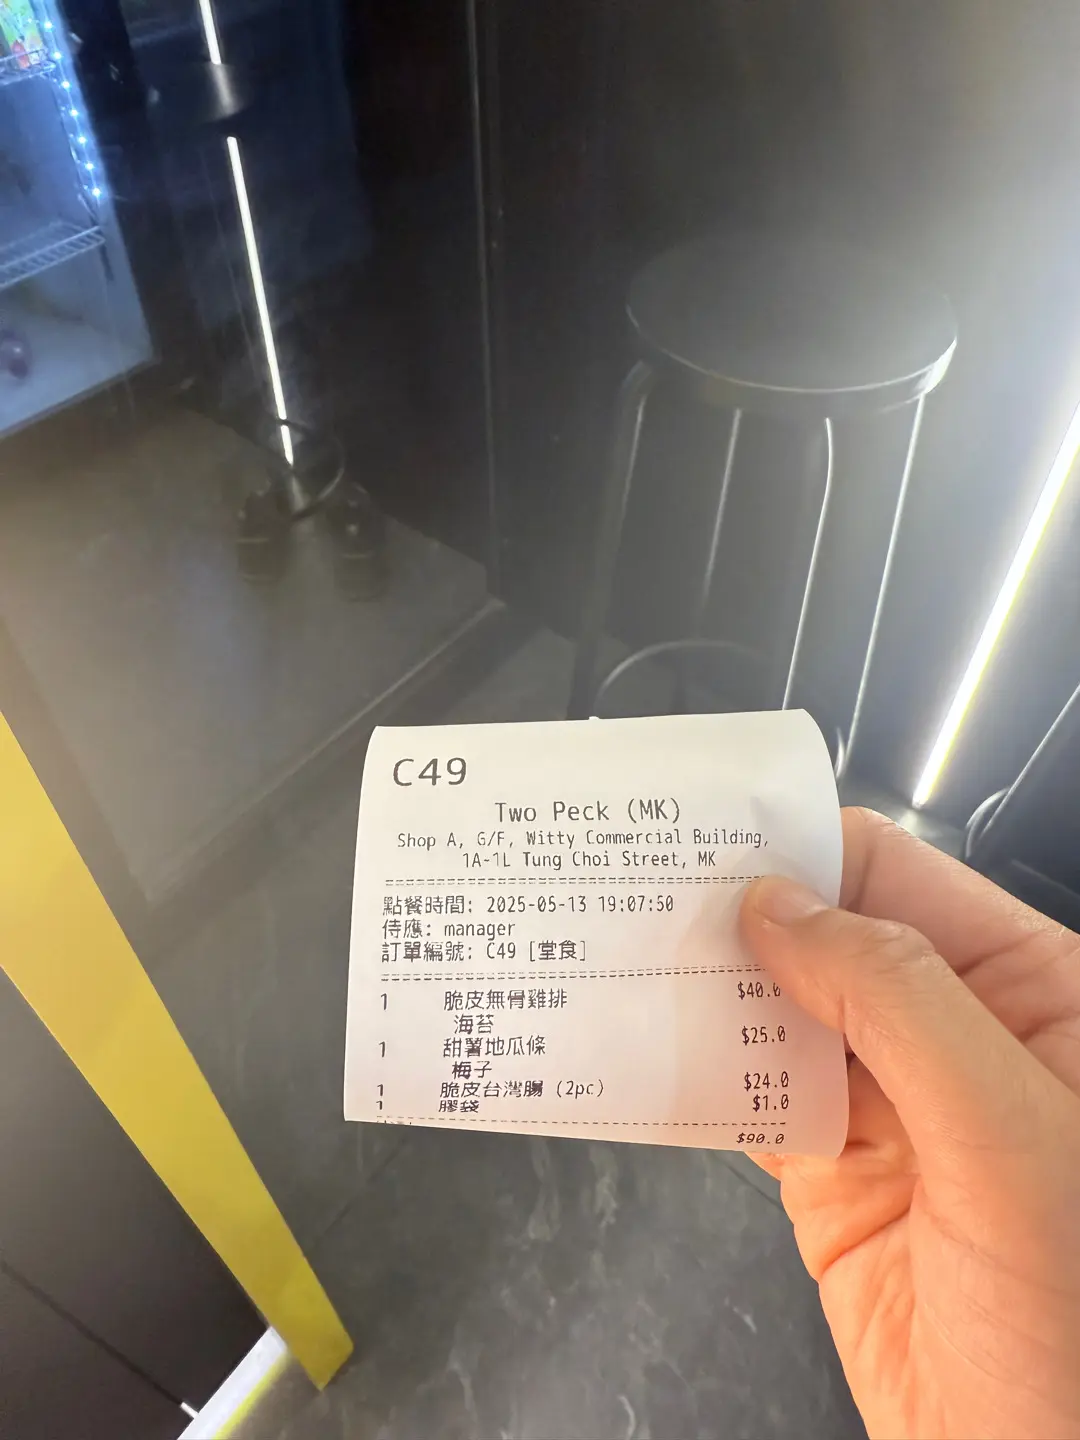 C49
Two Peck (MK)
Shop A, G/F, Witty Commercial Building,
1A-1L Tung Choi Street, MK
點餐時間: 2025-05-13 19:07:50
侍應: manager
訂單編號: C49 [堂食]
1 脆皮無骨雞排 $40.0
海苔
1 甜薯地瓜條 $25.0
梅子
1 脆皮台灣腸 (2pc) $24.0
1 膠袋 $1.0
$90.0